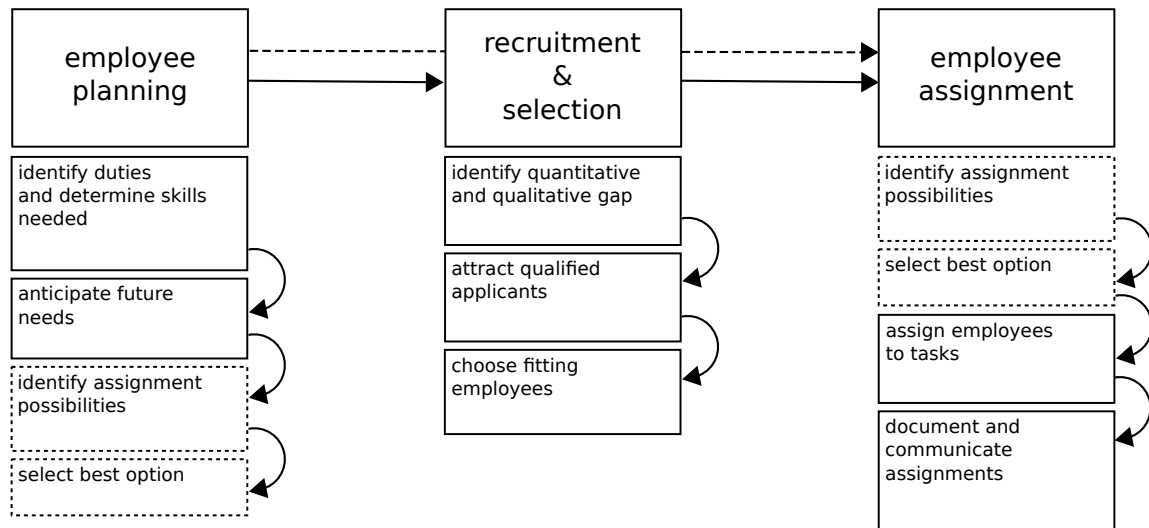 employee
planning
recruitment
&
selection
employee
assignment
identify duties
and determine skills
needed
anticipate future
needs
identify assignment
possibilities
select best option
identify quantitative
and qualitative gap
attract qualified
applicants
choose fitting
employees
identify assignment
possibilities
select best option
assign employees
to tasks
document and
communicate
assignments